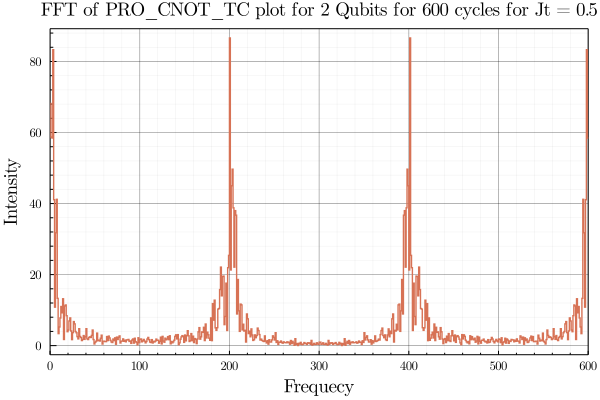 FFT of PRO_CNOT_TC plot for 2 Qubits for 600 cycles for Jt = 0.5
80
60
40
20
0
Intensity
0 100 200 300 400 500 600
Frequecy